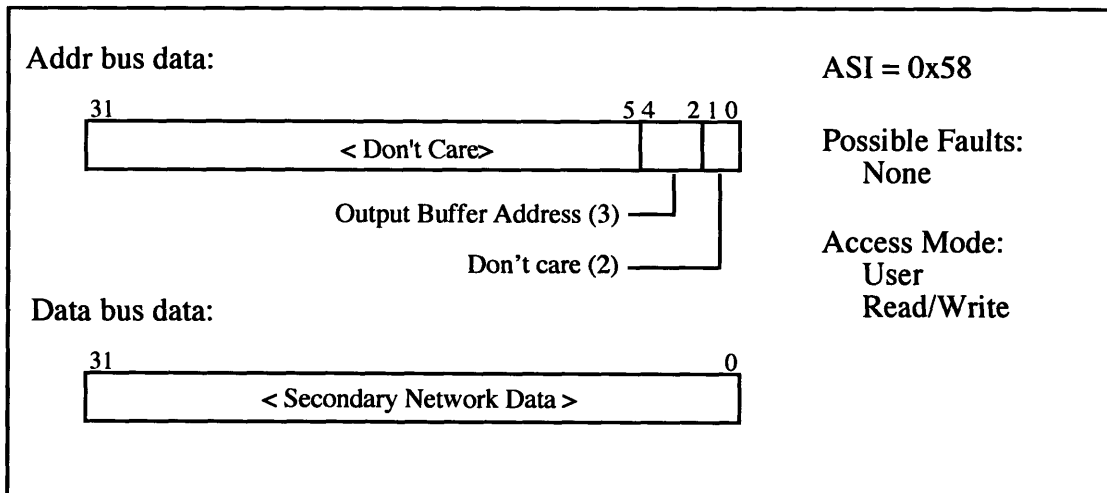 Addr bus data:
31 5 4 2 1 0
< Don't Care>
Output Buffer Address (3)
Don't care (2)
Data bus data:
31 0
< Secondary Network Data >
ASI = 0x58
Possible Faults:
None
Access Mode:
User
Read/Write